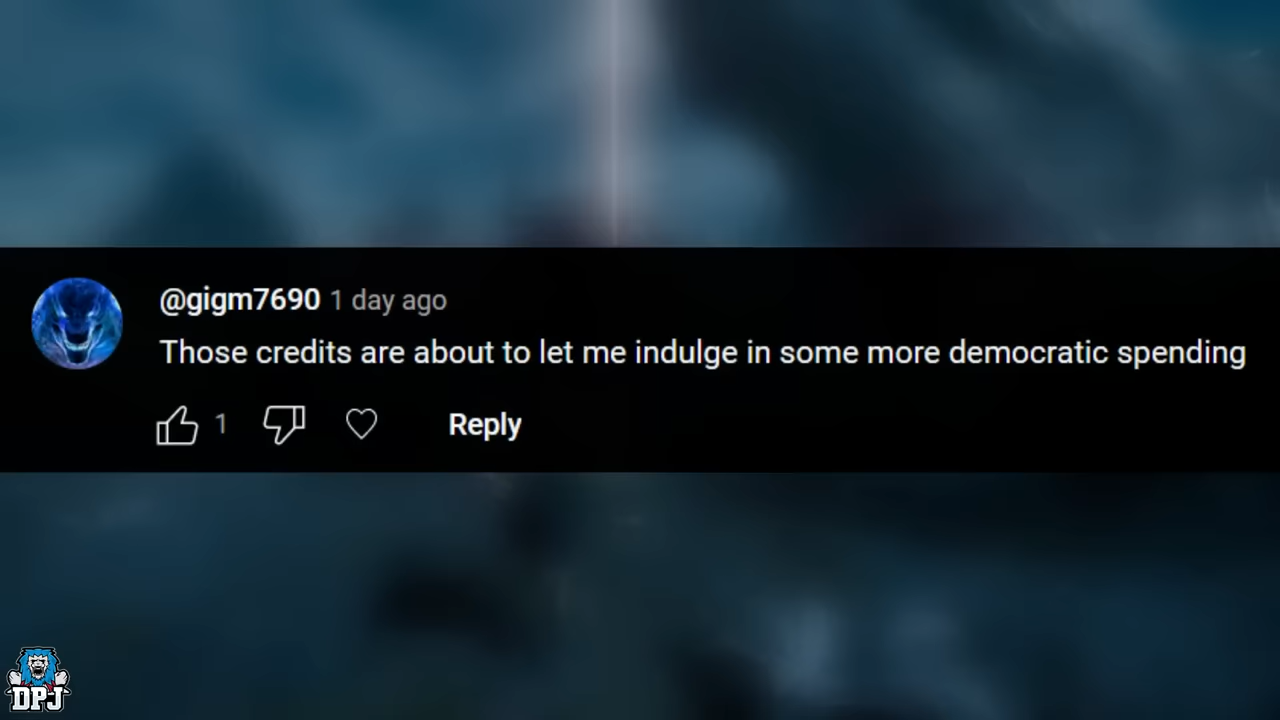 @gigm7690 1 day ago
Those credits are about to let me indulge in some more democratic spending
1 Reply
DPJ